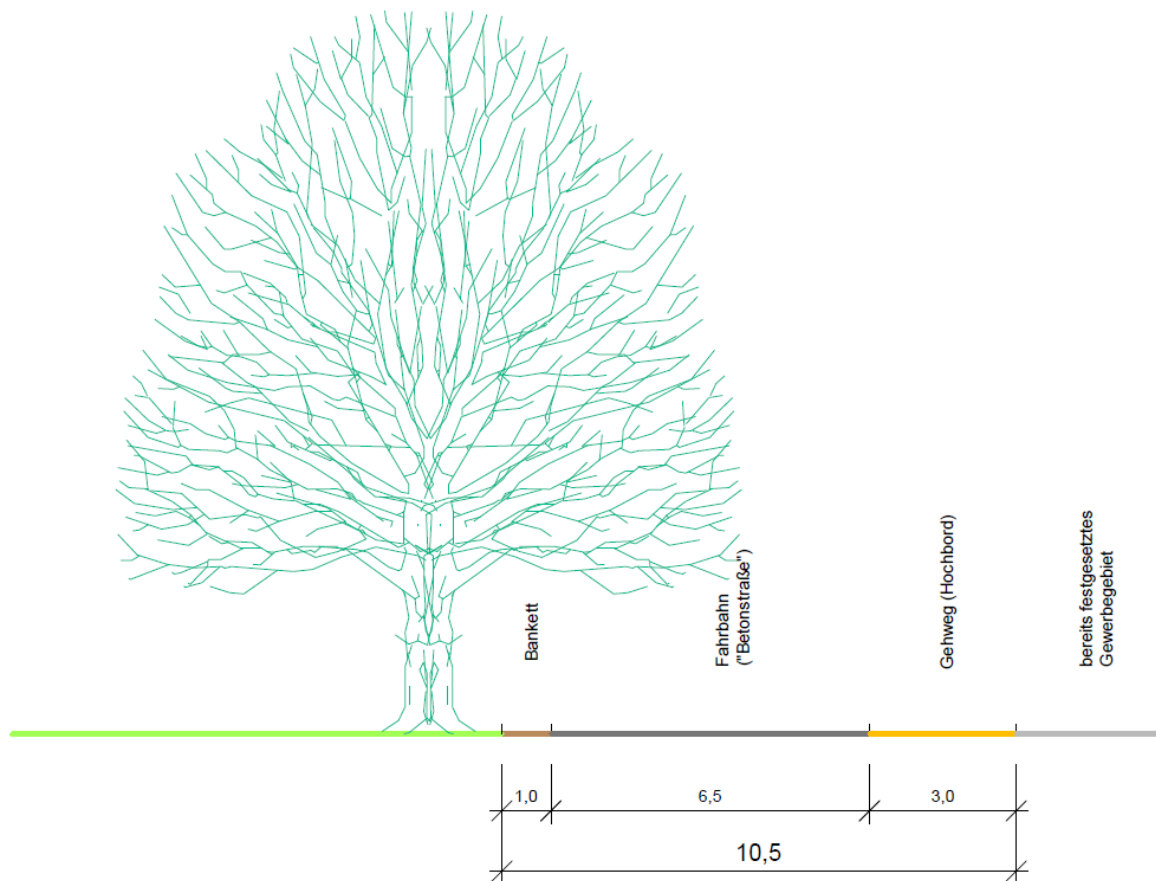 Bankett
Fahrbahn
("Betonstraße")
Gehweg (Hochbord)
bereits festgesetztes
Gewerbegebiet
1,0
6,5
3,0
10,5